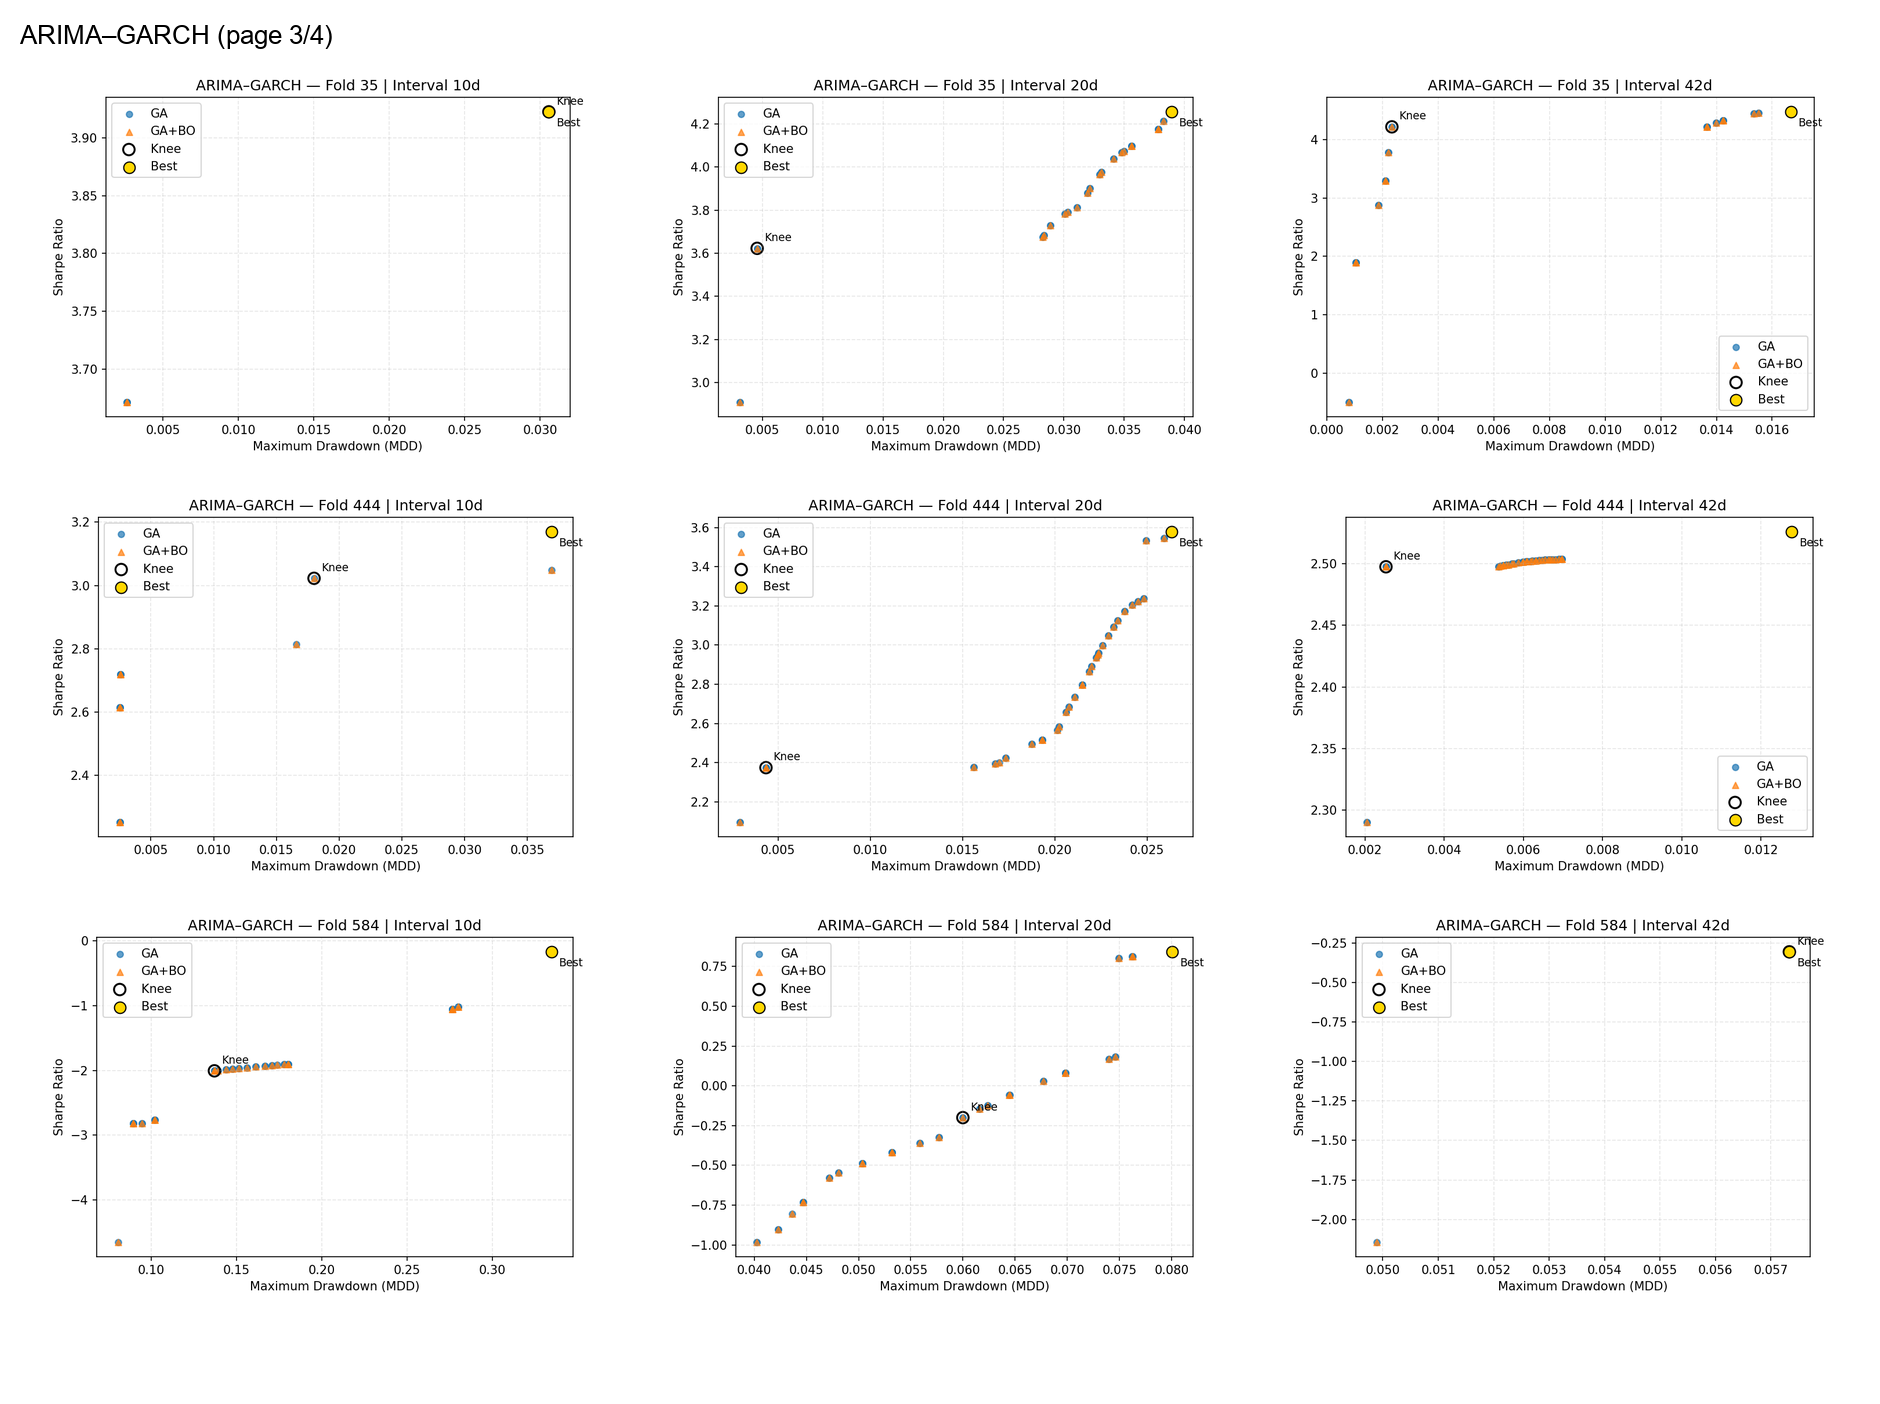 ARIMA–GARCH (page 3/4)
ARIMA–GARCH — Fold 35 | Interval 10d
Sharpe Ratio
3.90
3.85
3.80
3.75
3.70
GA
GA+BO
Knee
Best
Knee
Best
0.005 0.010 0.015 0.020 0.025 0.030
Maximum Drawdown (MDD)
ARIMA–GARCH — Fold 35 | Interval 20d
Sharpe Ratio
4.2
4.0
3.8
3.6
3.4
3.2
3.0
GA
GA+BO
Knee
Best
Best
Knee
0.005 0.010 0.015 0.020 0.025 0.030 0.035 0.040
Maximum Drawdown (MDD)
ARIMA–GARCH — Fold 35 | Interval 42d
Sharpe Ratio
4
3
2
1
0
Knee
Best
GA
GA+BO
Knee
Best
0.000 0.002 0.004 0.006 0.008 0.010 0.012 0.014 0.016
Maximum Drawdown (MDD)
ARIMA–GARCH — Fold 444 | Interval 10d
Sharpe Ratio
3.2
3.0
2.8
2.6
2.4
GA
GA+BO
Knee
Best
Best
Knee
0.005 0.010 0.015 0.020 0.025 0.030 0.035
Maximum Drawdown (MDD)
ARIMA–GARCH — Fold 444 | Interval 20d
Sharpe Ratio
3.6
3.4
3.2
3.0
2.8
2.6
2.4
2.2
GA
GA+BO
Knee
Best
Best
Knee
0.005 0.010 0.015 0.020 0.025
Maximum Drawdown (MDD)
ARIMA–GARCH — Fold 444 | Interval 42d
Sharpe Ratio
2.50
2.45
2.40
2.35
2.30
Best
Knee
GA
GA+BO
Knee
Best
0.002 0.004 0.006 0.008 0.010 0.012
Maximum Drawdown (MDD)
ARIMA–GARCH — Fold 584 | Interval 10d
Sharpe Ratio
0
−1
−2
−3
−4
GA
GA+BO
Knee
Best
Best
Knee
0.10 0.15 0.20 0.25 0.30
Maximum Drawdown (MDD)
ARIMA–GARCH — Fold 584 | Interval 20d
Sharpe Ratio
0.75
0.50
0.25
0.00
−0.25
−0.50
−0.75
−1.00
GA
GA+BO
Knee
Best
Best
Knee
0.040 0.045 0.050 0.055 0.060 0.065 0.070 0.075 0.080
Maximum Drawdown (MDD)
ARIMA–GARCH — Fold 584 | Interval 42d
Sharpe Ratio
−0.25
−0.50
−0.75
−1.00
−1.25
−1.50
−1.75
−2.00
GA
GA+BO
Knee
Best
Knee
Best
0.050 0.051 0.052 0.053 0.054 0.055 0.056 0.057
Maximum Drawdown (MDD)